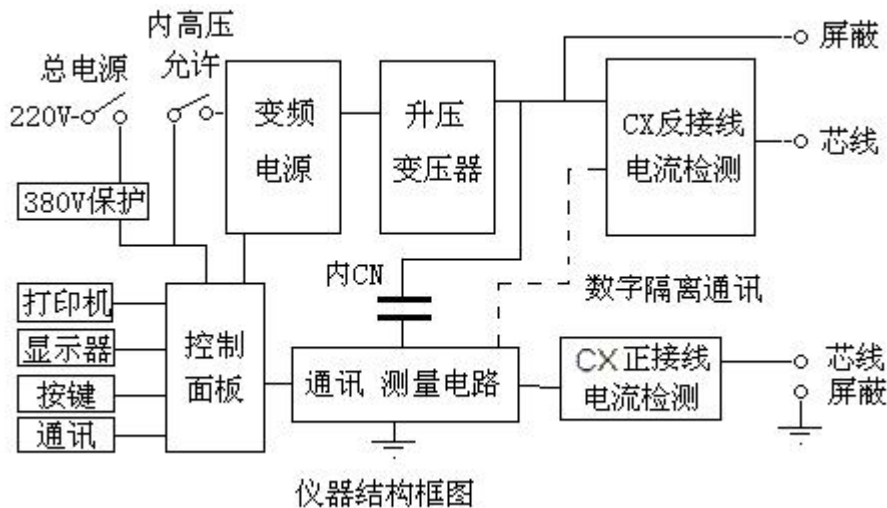 内高压
允许
总电源
220V
380V保护
变频
电源
升压
变压器
CX反接线
电流检测
屏蔽
芯线
内CN
数字隔离通讯
打印机
显示器
按键
通讯
控制
面板
通讯 测量电路
CX正接线
电流检测
芯线
屏蔽
仪器结构框图